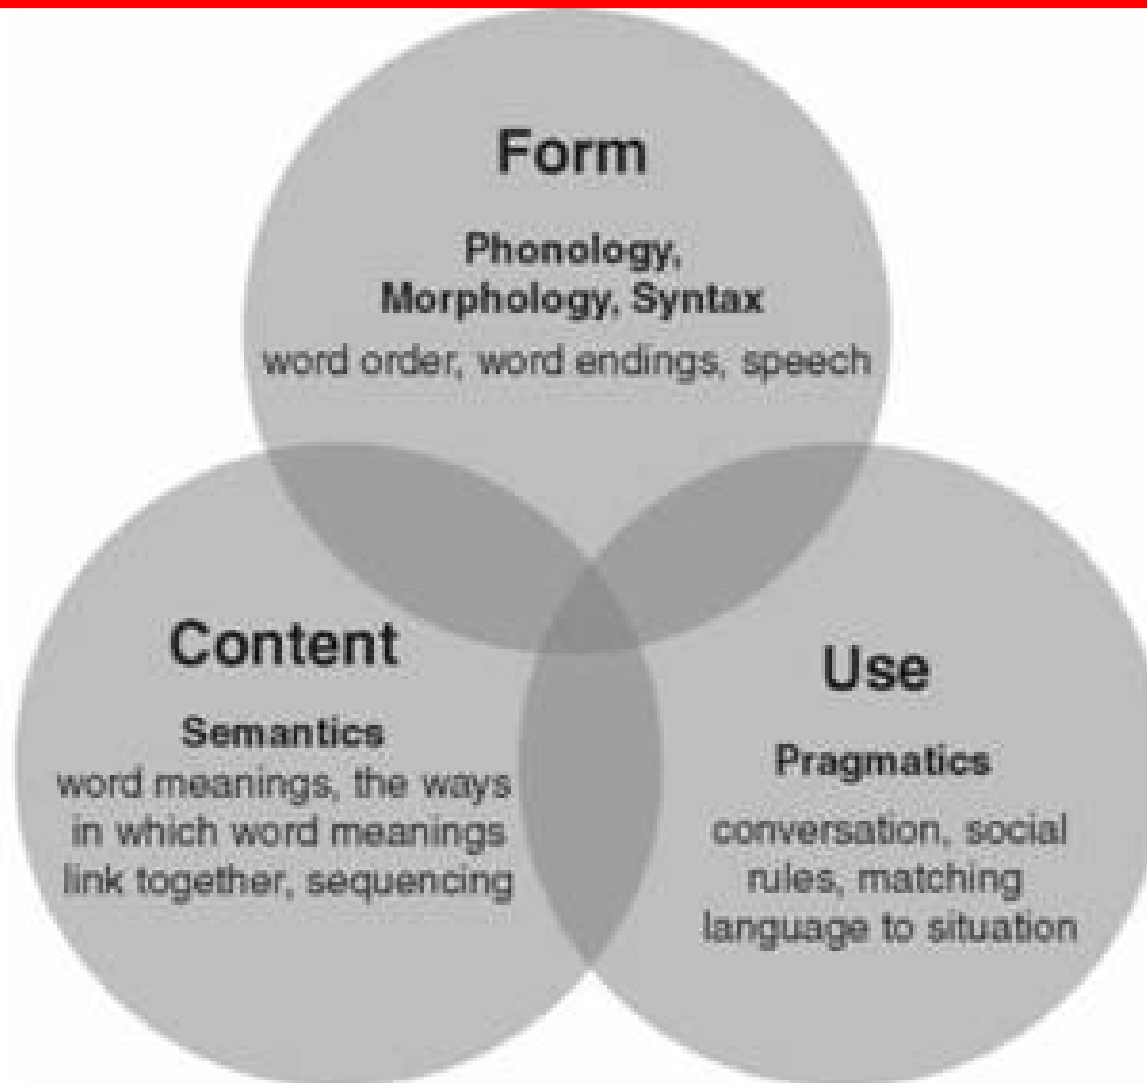 Form
Phonology,
Morphology, Syntax
word order, word endings, speech
Content
Semantics
word meanings, the ways
in which word meanings
link together, sequencing
Use
Pragmatics
conversation, social
rules, matching
language to situation